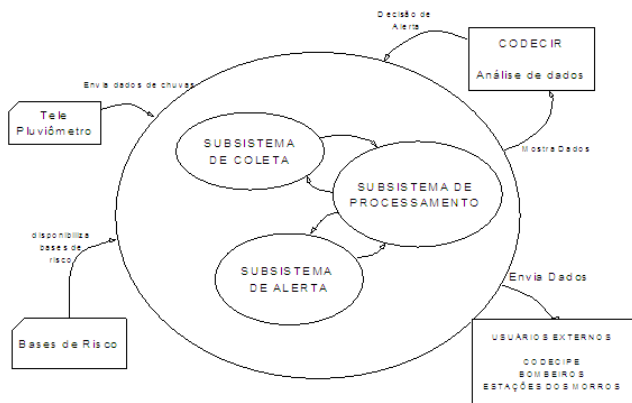 Decisão de
Alerta
CODECIR
Análise de dados
Envia dados de chuvas
Tele
Pluviômetro
SUBSISTEMA
DE COLETA
Mostra Dados
SUBSISTEMA DE
PROCESSAMENTO
disponibiliza
bases de
risco
SUBSISTEMA
DE ALERTA
Envia Dados
Bases de Risco
USUÁRIOS EXTERNOS
CODECIPE
BOMBEIROS
ESTAÇÕES DOS MORROS